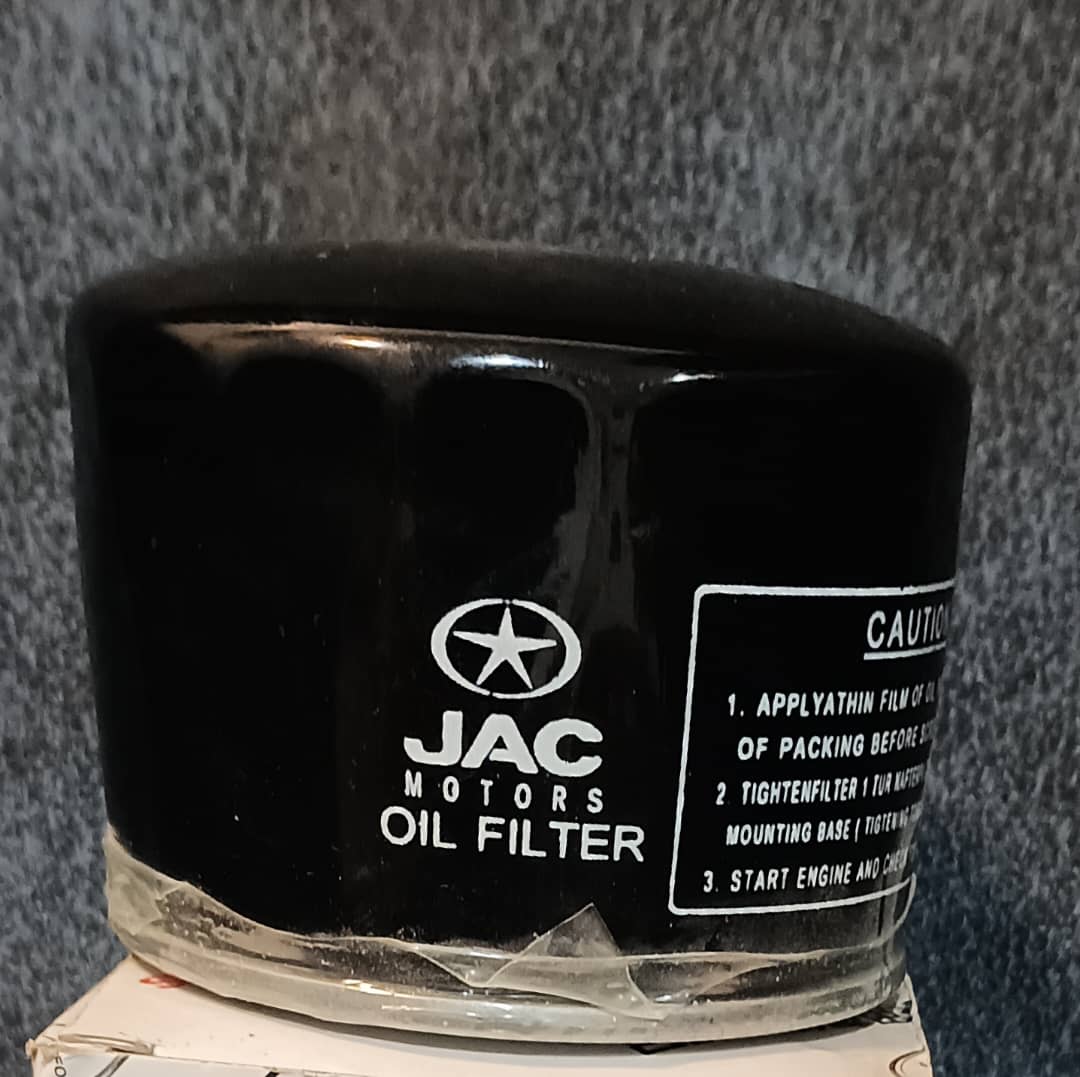 JAC
MOTORS
OIL FILTER
CAUTION
1. APPLYATHIN FILM OF OIL
OF PACKING BEFORE
2. TIGHTENFILTER 1 TUR
MOUNTING BASE (
3. START ENGINE AND